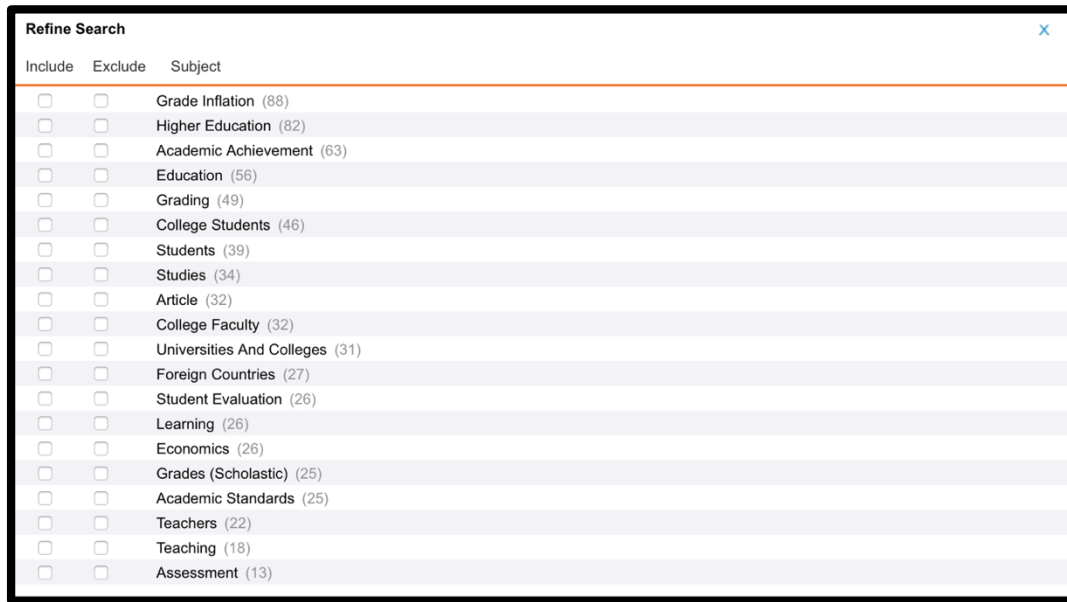 Refine Search X
Include Exclude Subject
Grade Inflation (88)
Higher Education (82)
Academic Achievement (63)
Education (56)
Grading (49)
College Students (46)
Students (39)
Studies (34)
Article (32)
College Faculty (32)
Universities And Colleges (31)
Foreign Countries (27)
Student Evaluation (26)
Learning (26)
Economics (26)
Grades (Scholastic) (25)
Academic Standards (25)
Teachers (22)
Teaching (18)
Assessment (13)